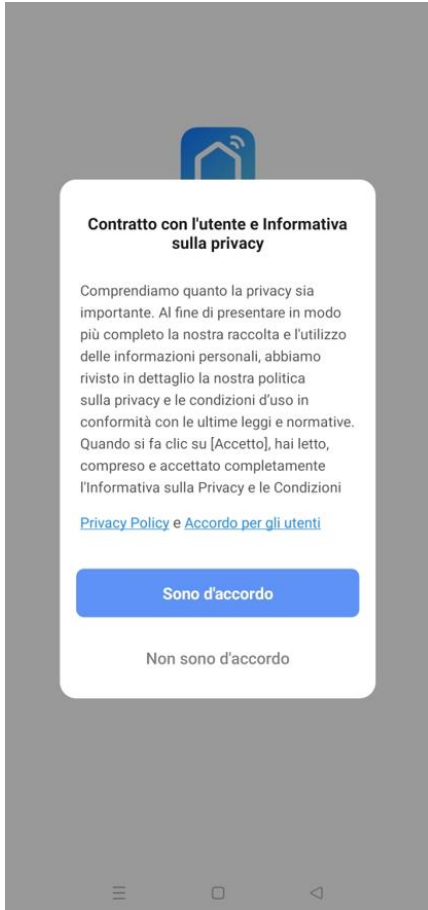 Contratto con l'utente e Informativa
sulla privacy
Comprendiamo quanto la privacy sia
importante. Al fine di presentare in modo
più completo la nostra raccolta e l'utilizzo
delle informazioni personali, abbiamo
rivisto in dettaglio la nostra politica
sulla privacy e le condizioni d'uso in
conformità con le ultime leggi e normative.
Quando si fa clic su [Accetto], hai letto,
compreso e accettato completamente
l'Informativa sulla Privacy e le Condizioni
Privacy Policy e Accordo per gli utenti
Sono d'accordo
Non sono d'accordo